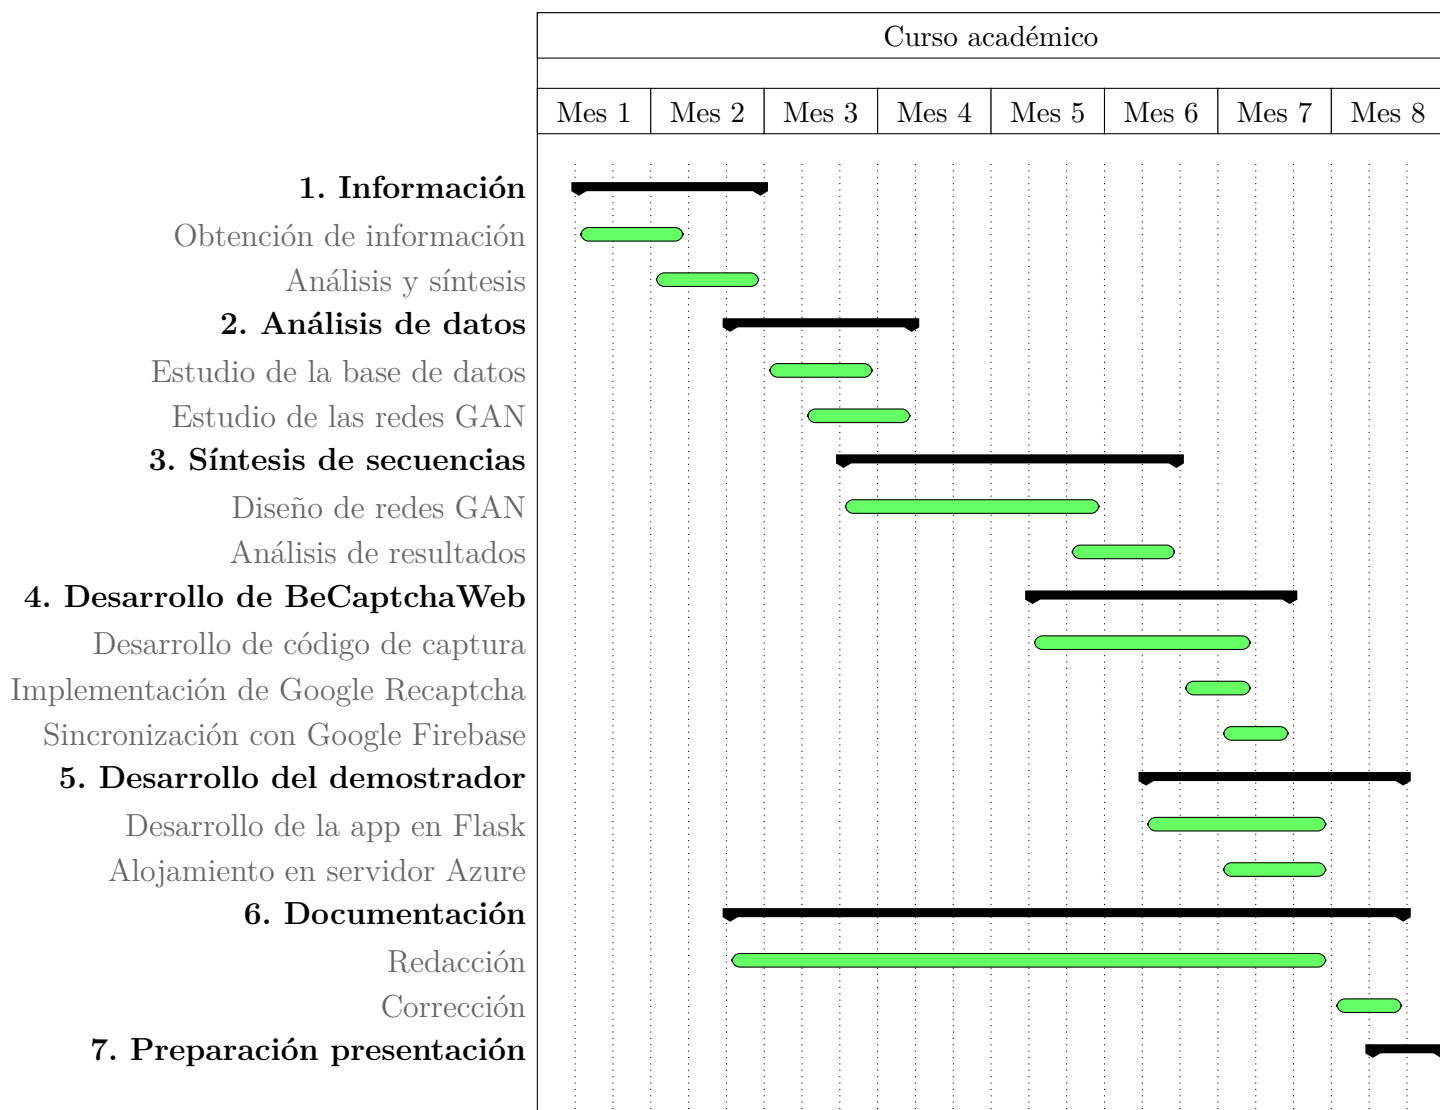 Curso académico
Mes 1 Mes 2 Mes 3 Mes 4 Mes 5 Mes 6 Mes 7 Mes 8
1. Información
Obtención de información
Análisis y síntesis
2. Análisis de datos
Estudio de la base de datos
Estudio de las redes GAN
3. Síntesis de secuencias
Diseño de redes GAN
Análisis de resultados
4. Desarrollo de BeCaptchaWeb
Desarrollo de código de captura
Implementación de Google Recaptcha
Sincronización con Google Firebase
5. Desarrollo del demostrador
Desarrollo de la app en Flask
Alojamiento en servidor Azure
6. Documentación
Redacción
Corrección
7. Preparación presentación